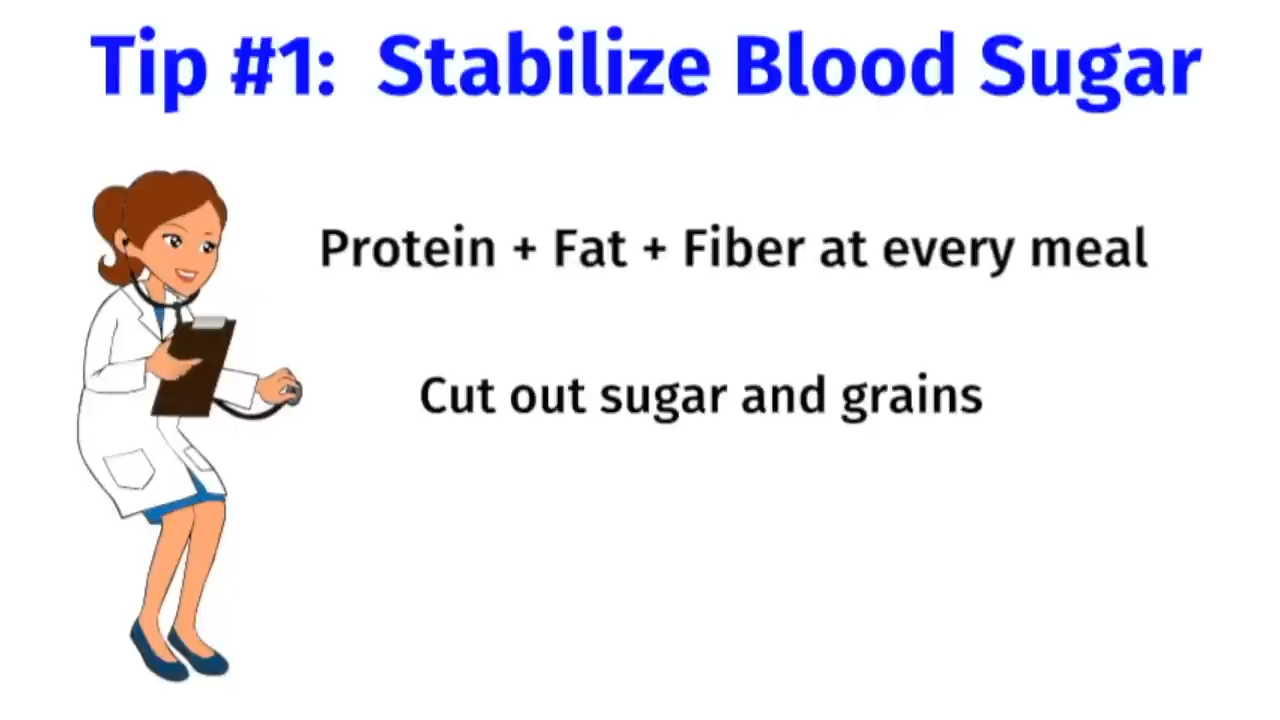 Tip #1: Stabilize Blood Sugar
Protein + Fat + Fiber at every meal
Cut out sugar and grains